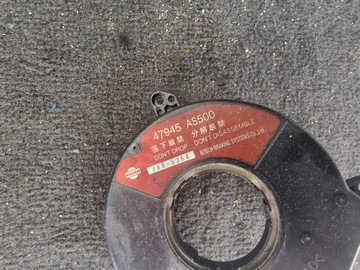 47945 AS500
落下厳禁 分解厳禁
DON'T DROP DON'T DISASSEMBLE
BOSCH BRAKING SYSTEMS CO.,LTD.
NISSAN